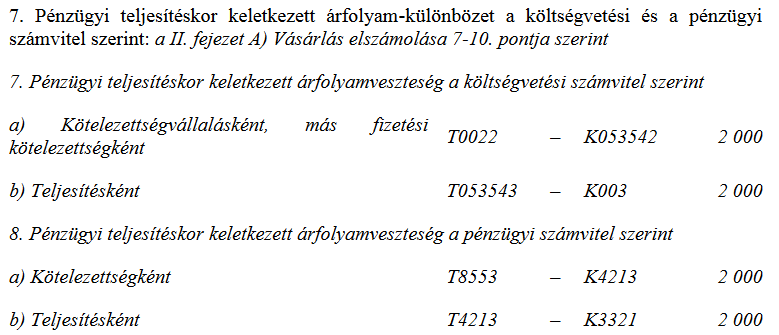 7. Pénzügyi teljesítéskor keletkezett árfolyam-különbözet a költségvetési és a pénzügyi
számvitel szerint: a II. fejezet A) Vásárlás elszámolása 7-10. pontja szerint
7. Pénzügyi teljesítéskor keletkezett árfolyamveszteség a költségvetési számvitel szerint
a) Kötelezettségvállalásként, más fizetési
kötelezettségként T0022 – K053542 2 000
b) Teljesítésként T053543 – K003 2 000
8. Pénzügyi teljesítéskor keletkezett árfolyamveszteség a pénzügyi számvitel szerint
a) Kötelezettségként T8553 – K4213 2 000
b) Teljesítésként T4213 – K3321 2 000